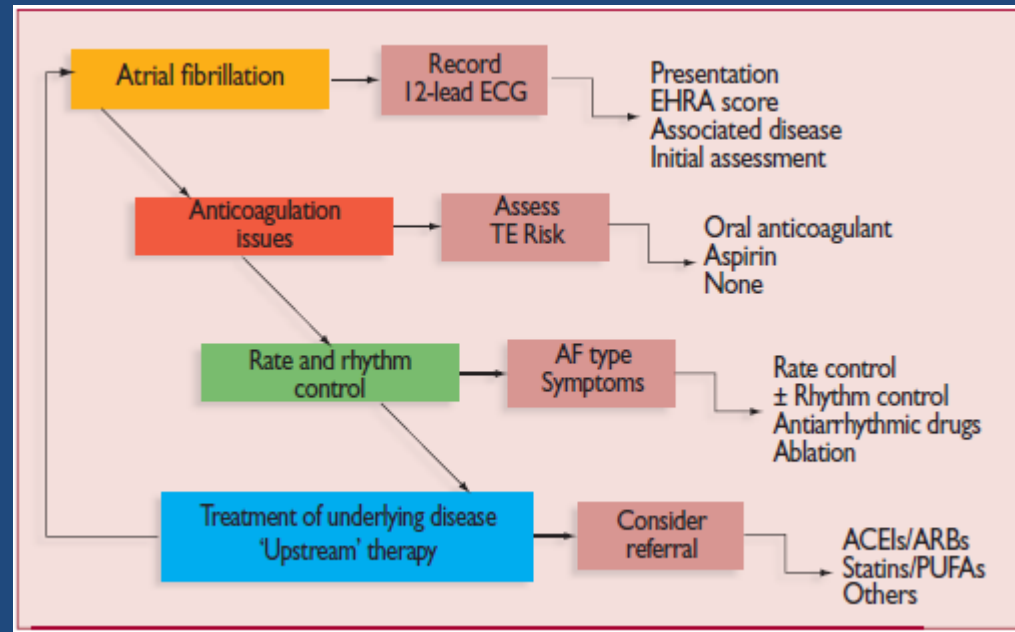 Atrial fibrillation
Record
12-lead ECG
Presentation
EHRA score
Associated disease
Initial assessment
Anticoagulation
issues
Assess
TE Risk
Oral anticoagulant
Aspirin
None
Rate and rhythm
control
AF type
Symptoms
Rate control
± Rhythm control
Antiarrhythmic drugs
Ablation
Treatment of underlying disease
‘Upstream’ therapy
Consider
referral
ACEIs/ARBs
Statins/PUFAs
Others